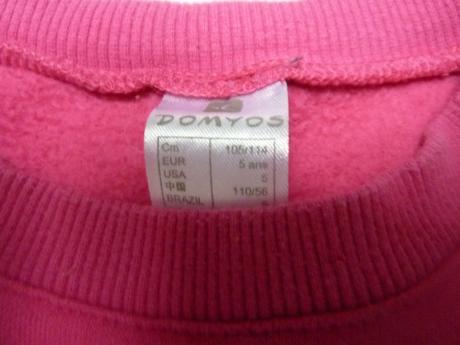 DOMYOS
Cm 105/114
EUR 5 ans
USA 5
中国 110/56
BRAZIL